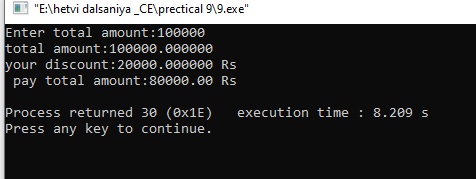 "E:\hetvi dalsaniya _CE\prectical 9\9.exe"
Enter total amount:100000
total amount:100000.000000
your discount:20000.000000 Rs
 pay total amount:80000.00 Rs
Process returned 30 (0x1E)   execution time : 8.209 s
Press any key to continue.